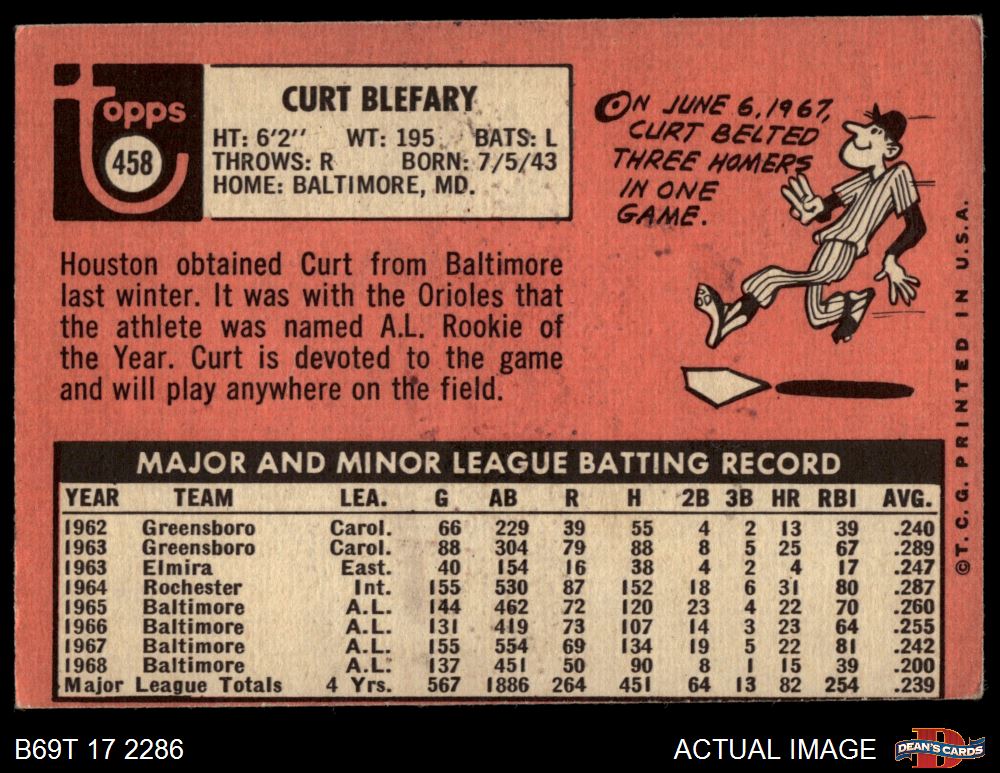 Topps
458
CURT BLEFARY
HT: 6'2'' WT: 195 BATS: L
THROWS: R BORN: 7/5/43
HOME: BALTIMORE, MD.
ON JUNE 6, 1967,
CURT BELTED
THREE HOMERS
IN ONE
GAME.
Houston obtained Curt from Baltimore
last winter. It was with the Orioles that
the athlete was named A.L. Rookie of
the Year. Curt is devoted to the game
and will play anywhere on the field.
MAJOR AND MINOR LEAGUE BATTING RECORD
YEAR TEAM LEA. G AB R H 2B 3B HR RBI AVG.
1962 Greensboro Carol. 66 229 39 55 4 2 13 39 .240
1963 Greensboro Carol. 88 304 79 88 8 5 25 67 .289
1963 Elmira East. 40 154 16 38 4 2 4 17 .247
1964 Rochester Int. 155 530 87 152 18 6 31 80 .287
1965 Baltimore A.L. 144 462 72 120 23 4 22 70 .260
1966 Baltimore A.L. 131 419 73 107 14 3 23 64 .255
1967 Baltimore A.L. 155 554 69 134 19 5 22 81 .242
1968 Baltimore A.L. 137 451 50 90 8 1 15 39 .200
Major League Totals 4 Yrs. 567 1886 264 451 64 13 82 254 .239
©T.C.G. PRINTED IN U.S.A.
B69T 17 2286
ACTUAL IMAGE
D
DEAN'S CARDS